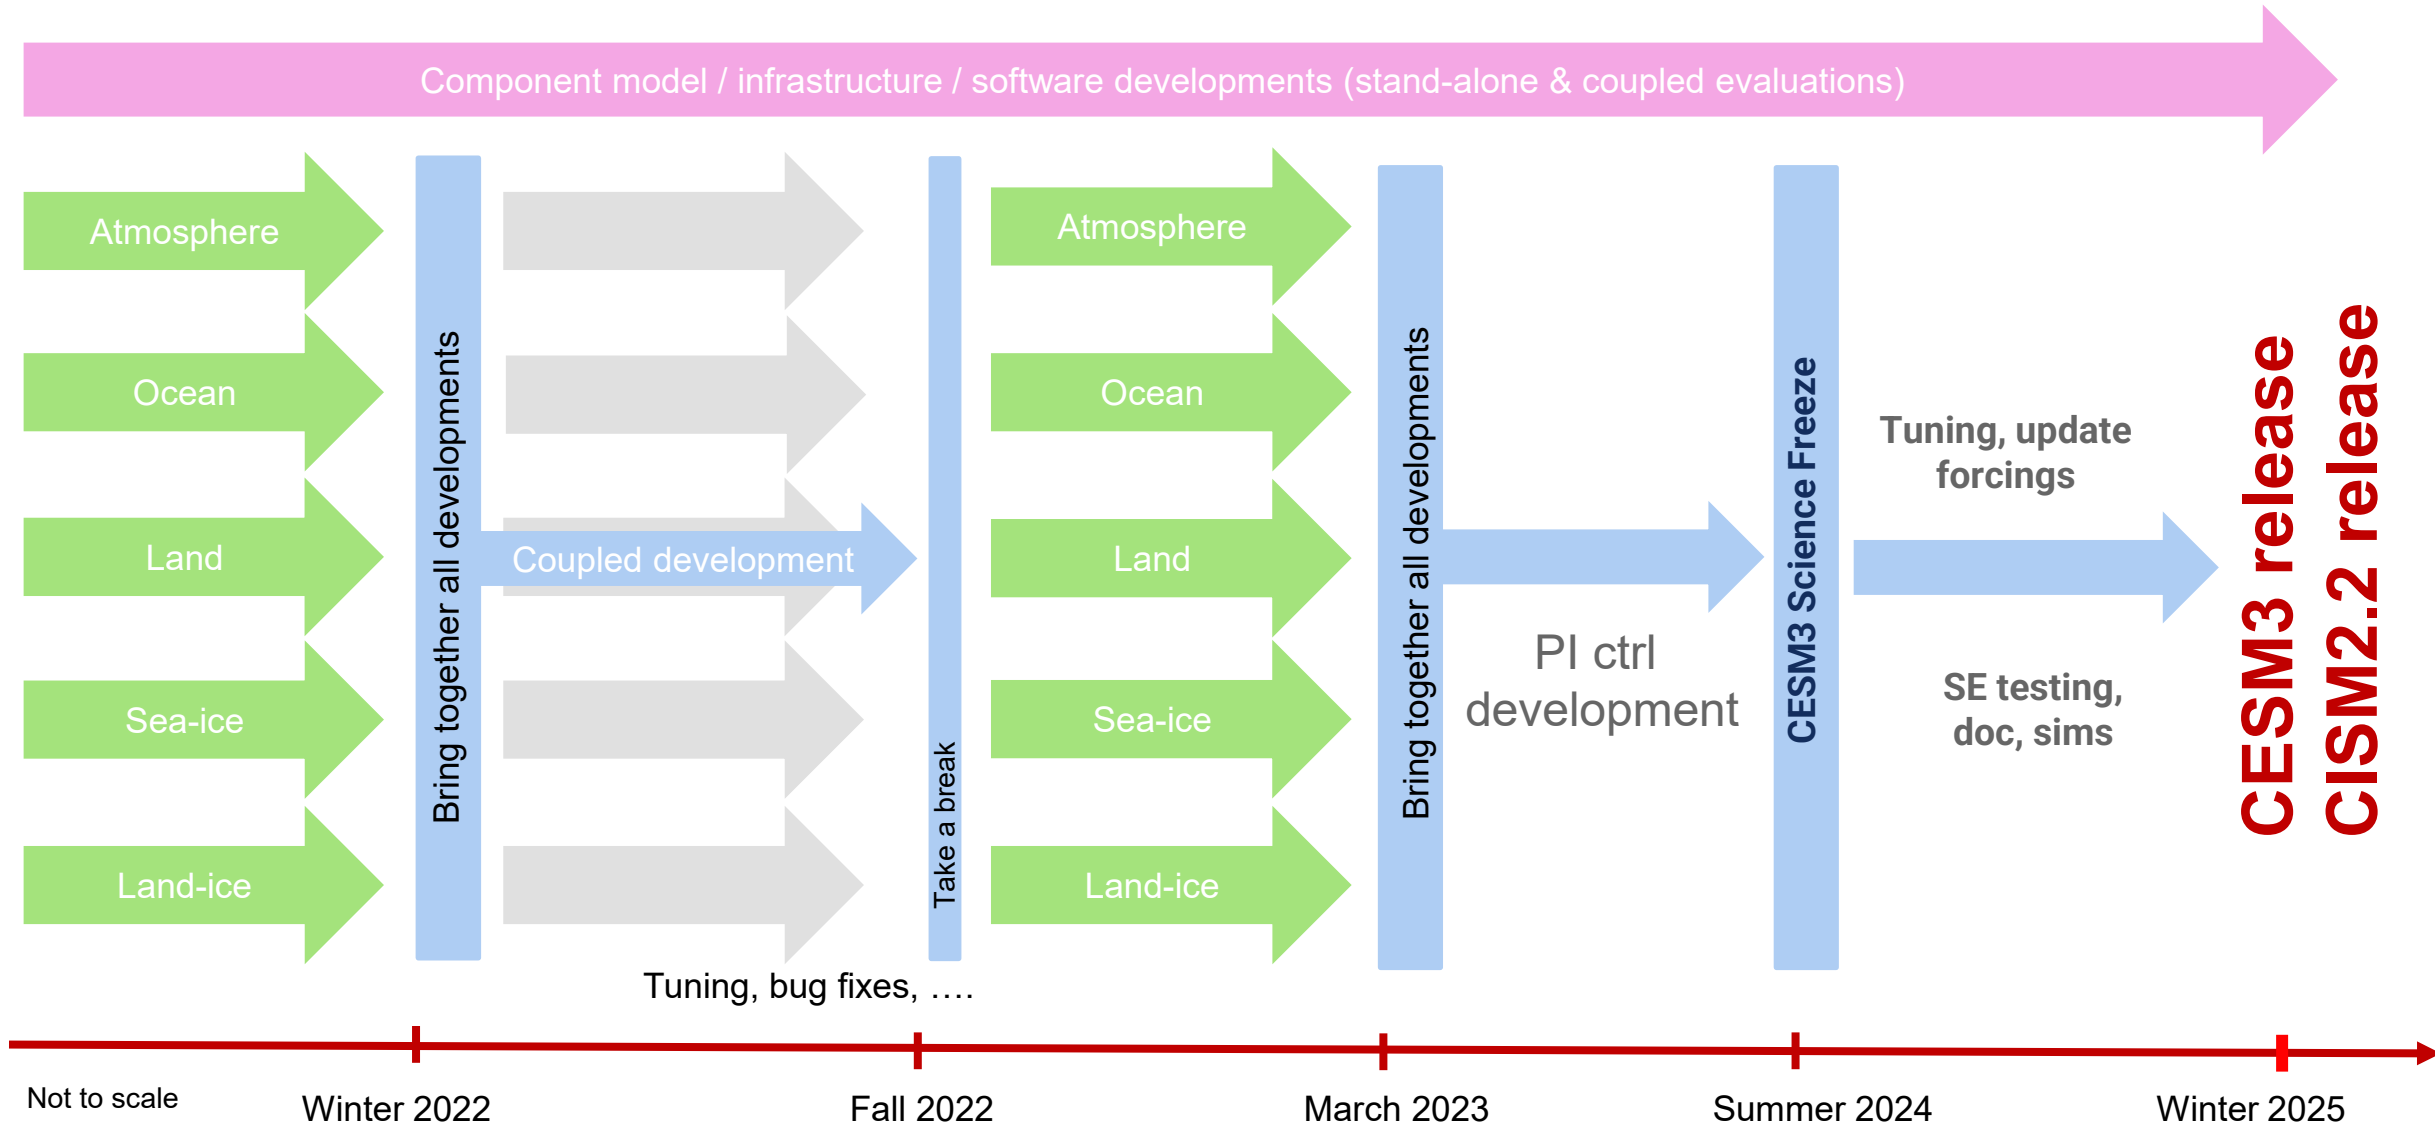 Component model / infrastructure / software developments (stand-alone & coupled evaluations)
Atmosphere
Ocean
Land
Sea-ice
Land-ice
Bring together all developments
Coupled development
Tuning, bug fixes, ….
Take a break
Atmosphere
Ocean
Land
Sea-ice
Land-ice
Bring together all developments
PI ctrl
development
CESM3 Science Freeze
Tuning, update
forcings
SE testing,
doc, sims
CESM3 release
CISM2.2 release
Not to scale
Winter 2022
Fall 2022
March 2023
Summer 2024
Winter 2025